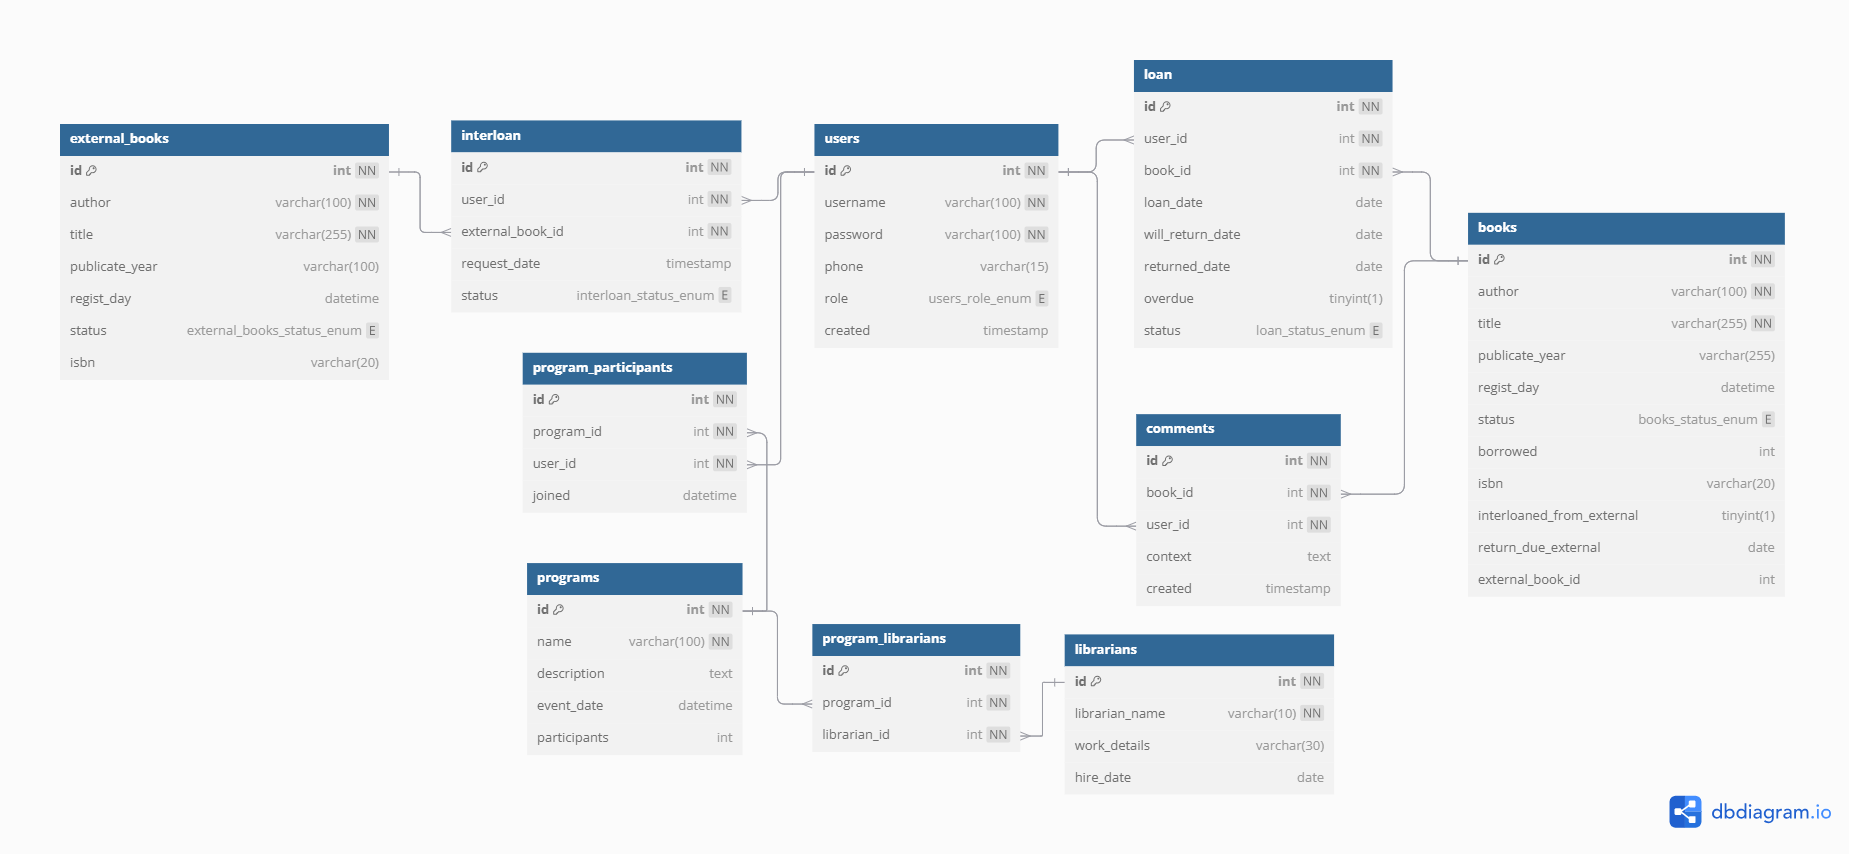 external_books
id int NN
author varchar(100) NN
title varchar(255) NN
publicate_year varchar(100)
regist_day datetime
status external_books_status_enum E
isbn varchar(20)
interloan
id int NN
user_id int NN
external_book_id int NN
request_date timestamp
status interloan_status_enum E
users
id int NN
username varchar(100) NN
password varchar(100) NN
phone varchar(15)
role users_role_enum E
created timestamp
loan
id int NN
user_id int NN
book_id int NN
loan_date date
will_return_date date
returned_date date
overdue tinyint(1)
status loan_status_enum E
books
id int NN
author varchar(100) NN
title varchar(255) NN
publicate_year varchar(255)
regist_day datetime
status books_status_enum E
borrowed int
isbn varchar(20)
interloaned_from_external tinyint(1)
return_due_external date
external_book_id int
program_participants
id int NN
program_id int NN
user_id int NN
joined datetime
comments
id int NN
book_id int NN
user_id int NN
context text
created timestamp
programs
id int NN
name varchar(100) NN
description text
event_date datetime
participants int
program_librarians
id int NN
program_id int NN
librarian_id int NN
librarians
id int NN
librarian_name varchar(10) NN
work_details varchar(30)
hire_date date
dbdiagram.io